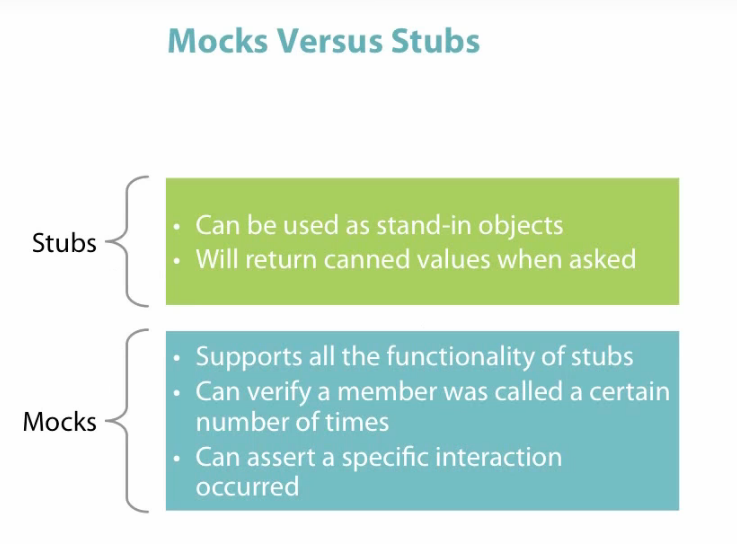 Mocks Versus Stubs
Stubs
• Can be used as stand-in objects
• Will return canned values when asked
Mocks
• Supports all the functionality of stubs
• Can verify a member was called a certain
number of times
• Can assert a specific interaction
occurred